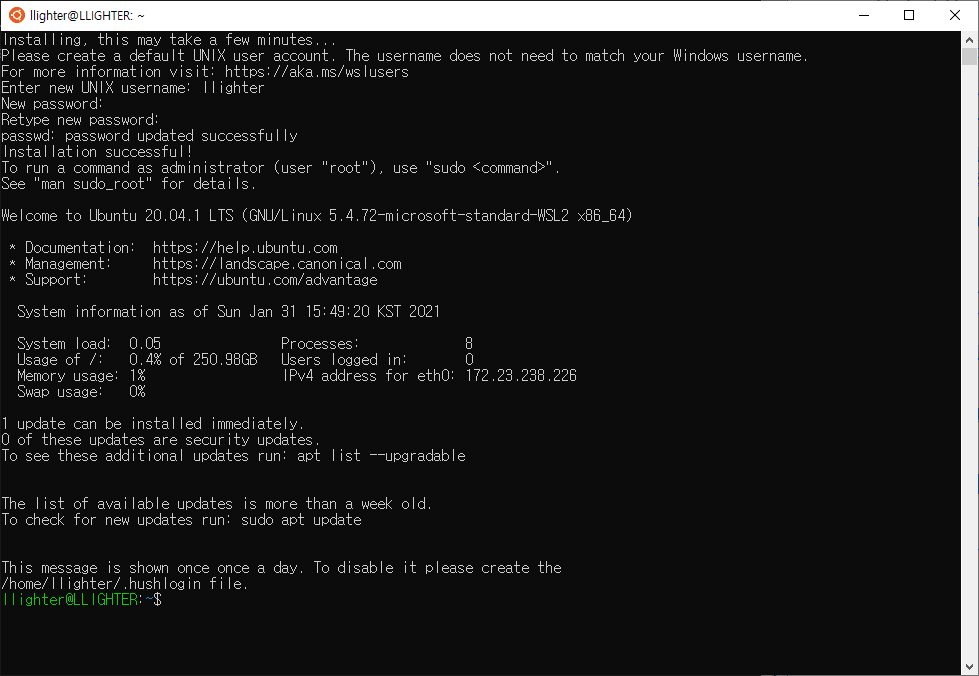 llighter@LLIGHTER: ~
Installing, this may take a few minutes...
Please create a default UNIX user account. The username does not need to match your Windows username.
For more information visit: https://aka.ms/wslusers
Enter new UNIX username: llighter
New password:
Retype new password:
passwd: password updated successfully
Installation successful!
To run a command as administrator (user "root"), use "sudo <command>".
See "man sudo_root" for details.
Welcome to Ubuntu 20.04.1 LTS (GNU/Linux 5.4.72-microsoft-standard-WSL2 x86_64)
* Documentation:  https://help.ubuntu.com
* Management:     https://landscape.canonical.com
* Support:        https://ubuntu.com/advantage
System information as of Sun Jan 31 15:49:20 KST 2021
System load:  0.05               Processes:             8
Usage of /:   0.4% of 250.98GB   Users logged in:       0
Memory usage: 1%                 IPv4 address for eth0: 172.23.238.226
Swap usage:   0%
1 update can be installed immediately.
0 of these updates are security updates.
To see these additional updates run: apt list --upgradable
The list of available updates is more than a week old.
To check for new updates run: sudo apt update
This message is shown once once a day. To disable it please create the
/home/llighter/.hushlogin file.
llighter@LLIGHTER:~$